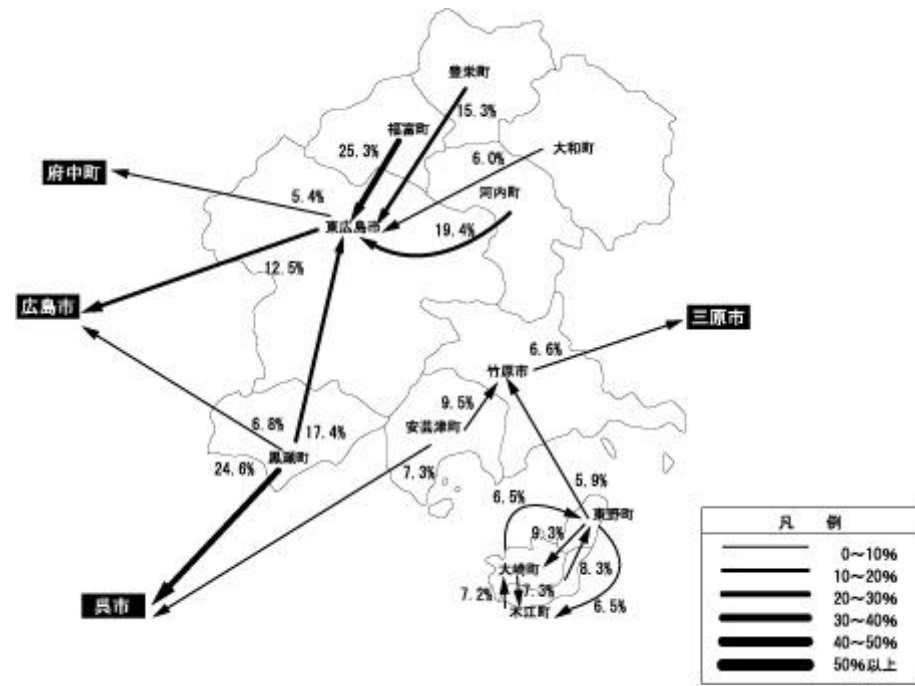 豊栄町
15.3%
福富町
25.3%
6.0%
大和町
府中町
河内町
5.4%
東広島市
19.4%
12.5%
広島市
三原市
6.6%
竹原市
9.5%
6.8%
17.4%
安芸津町
黒瀬町
24.6%
7.3%
5.9%
6.5%
東野町
9.3%
大崎町
8.3%
7.2%
7.3%
6.5%
木江町
呉市
凡 例
0～10%
10～20%
20～30%
30～40%
40～50%
50%以上